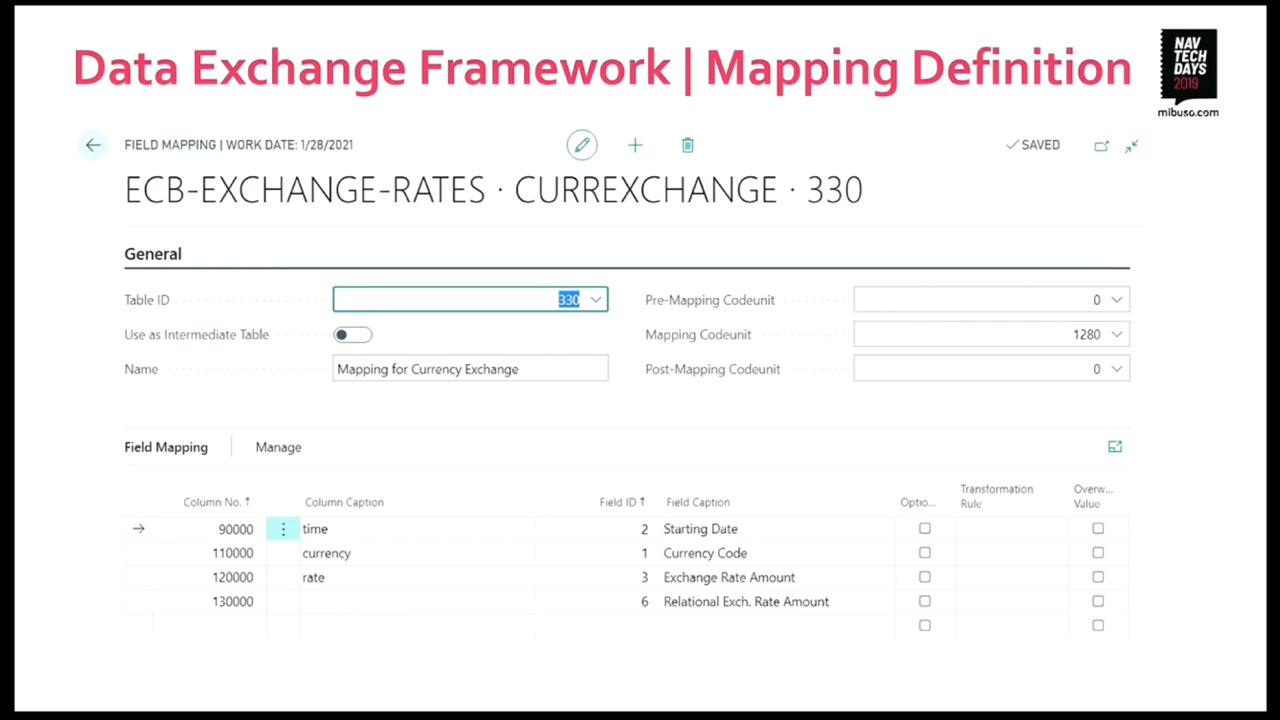 Data Exchange Framework | Mapping Definition
NAV
TECH
DAYS
2019
mibuso.com
FIELD MAPPING | WORK DATE: 1/28/2021
SAVED
ECB-EXCHANGE-RATES · CURREXCHANGE · 330
General
Table ID 330 Pre-Mapping Codeunit 0
Use as Intermediate Table Mapping Codeunit 1280
Name Mapping for Currency Exchange Post-Mapping Codeunit 0
Field Mapping Manage
Column No. ↑ Column Caption Field ID ↑ Field Caption Optio... Transformation Rule Overw... Value
90000 time 2 Starting Date
110000 currency 1 Currency Code
120000 rate 3 Exchange Rate Amount
130000 6 Relational Exch. Rate Amount